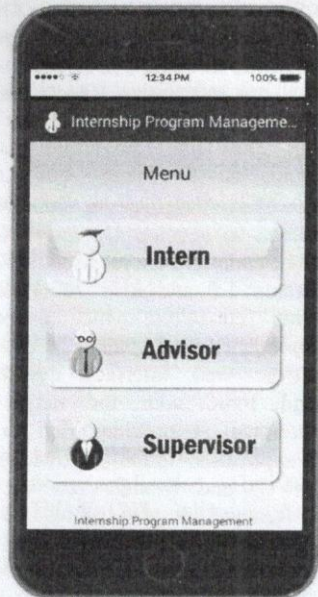 12:34 PM 100%
Internship Program Manageme...
Menu
Intern
Advisor
Supervisor
Internship Program Management